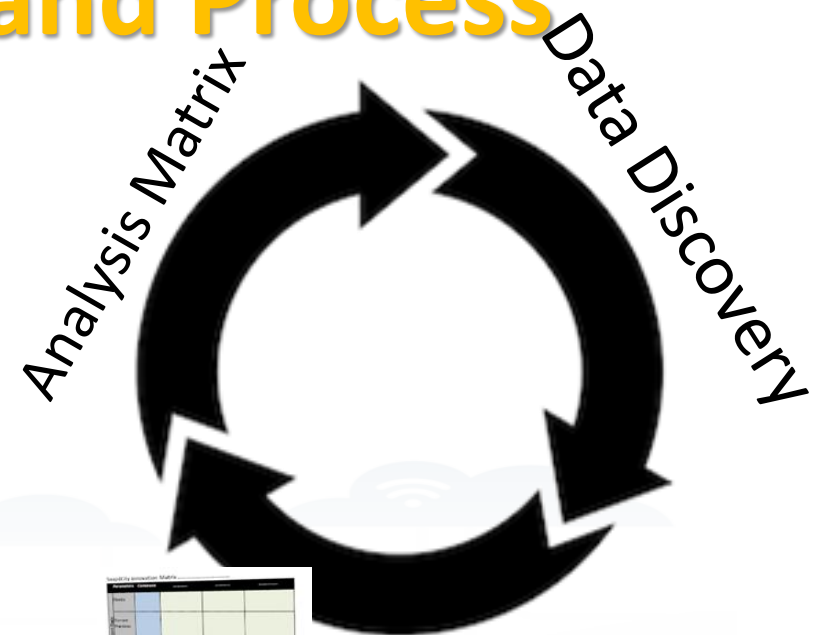 and Process
Analysis Matrix
Data Discovery